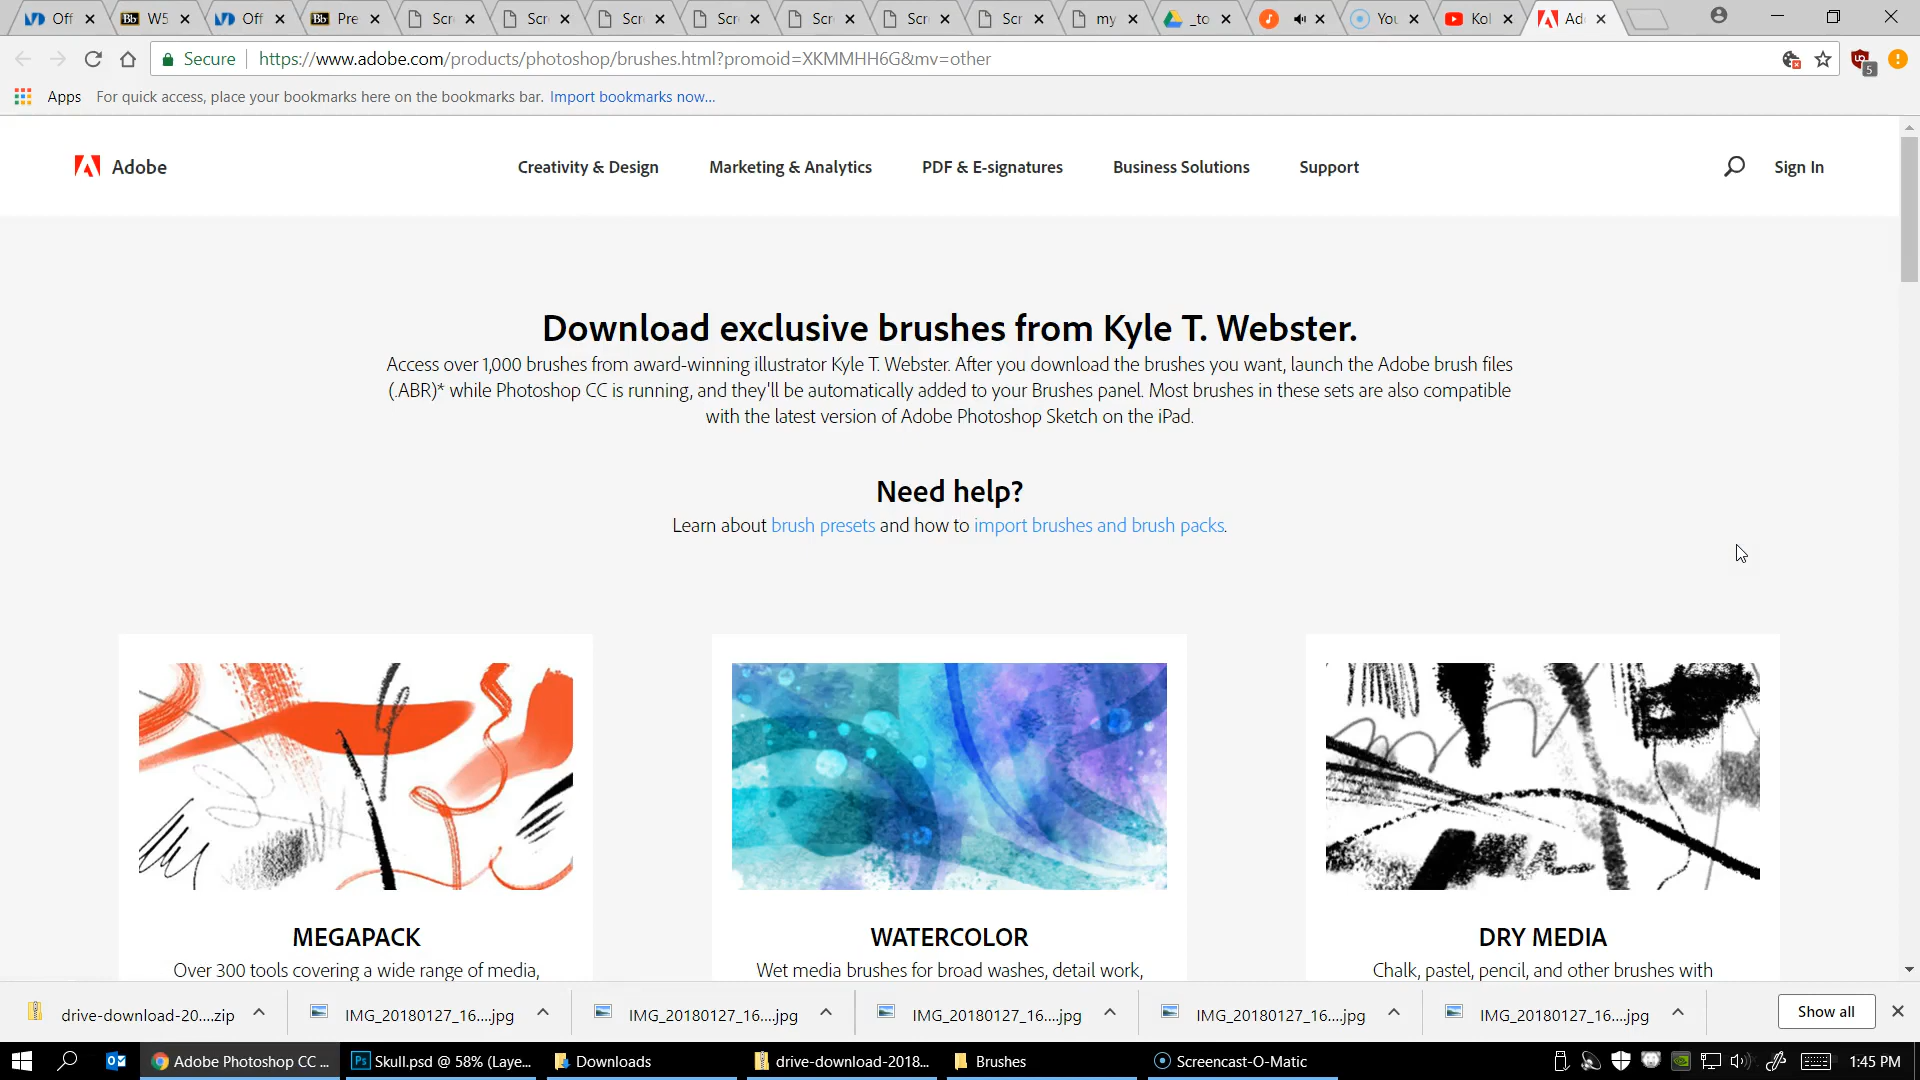 Off
W5
Off
Pre
Scr
Scr
Scr
Scr
Scr
Scr
Scr
my
_to
You
Kol
Secure
https://www.adobe.com/products/photoshop/brushes.html?promoid=XKMMHH6G&mv=other
5
Apps
For quick access, place your bookmarks here on the bookmarks bar. Import bookmarks now...
Adobe
Creativity & Design
Marketing & Analytics
PDF & E-signatures
Business Solutions
Support
Sign In
Download exclusive brushes from Kyle T. Webster.
Access over 1,000 brushes from award-winning illustrator Kyle T. Webster. After you download the brushes you want, launch the Adobe brush files
(.ABR)* while Photoshop CC is running, and they'll be automatically added to your Brushes panel. Most brushes in these sets are also compatible
with the latest version of Adobe Photoshop Sketch on the iPad.
Need help?
Learn about brush presets and how to import brushes and brush packs.
MEGAPACK
Over 300 tools covering a wide range of media,
WATERCOLOR
Wet media brushes for broad washes, detail work,
DRY MEDIA
Chalk, pastel, pencil, and other brushes with
drive-download-20....zip
IMG_20180127_16....jpg
IMG_20180127_16....jpg
IMG_20180127_16....jpg
IMG_20180127_16....jpg
IMG_20180127_16....jpg
Show all
Adobe Photoshop CC ...
Skull.psd @ 58% (Laye...
Downloads
drive-download-2018...
Brushes
Screencast-O-Matic
1:45 PM